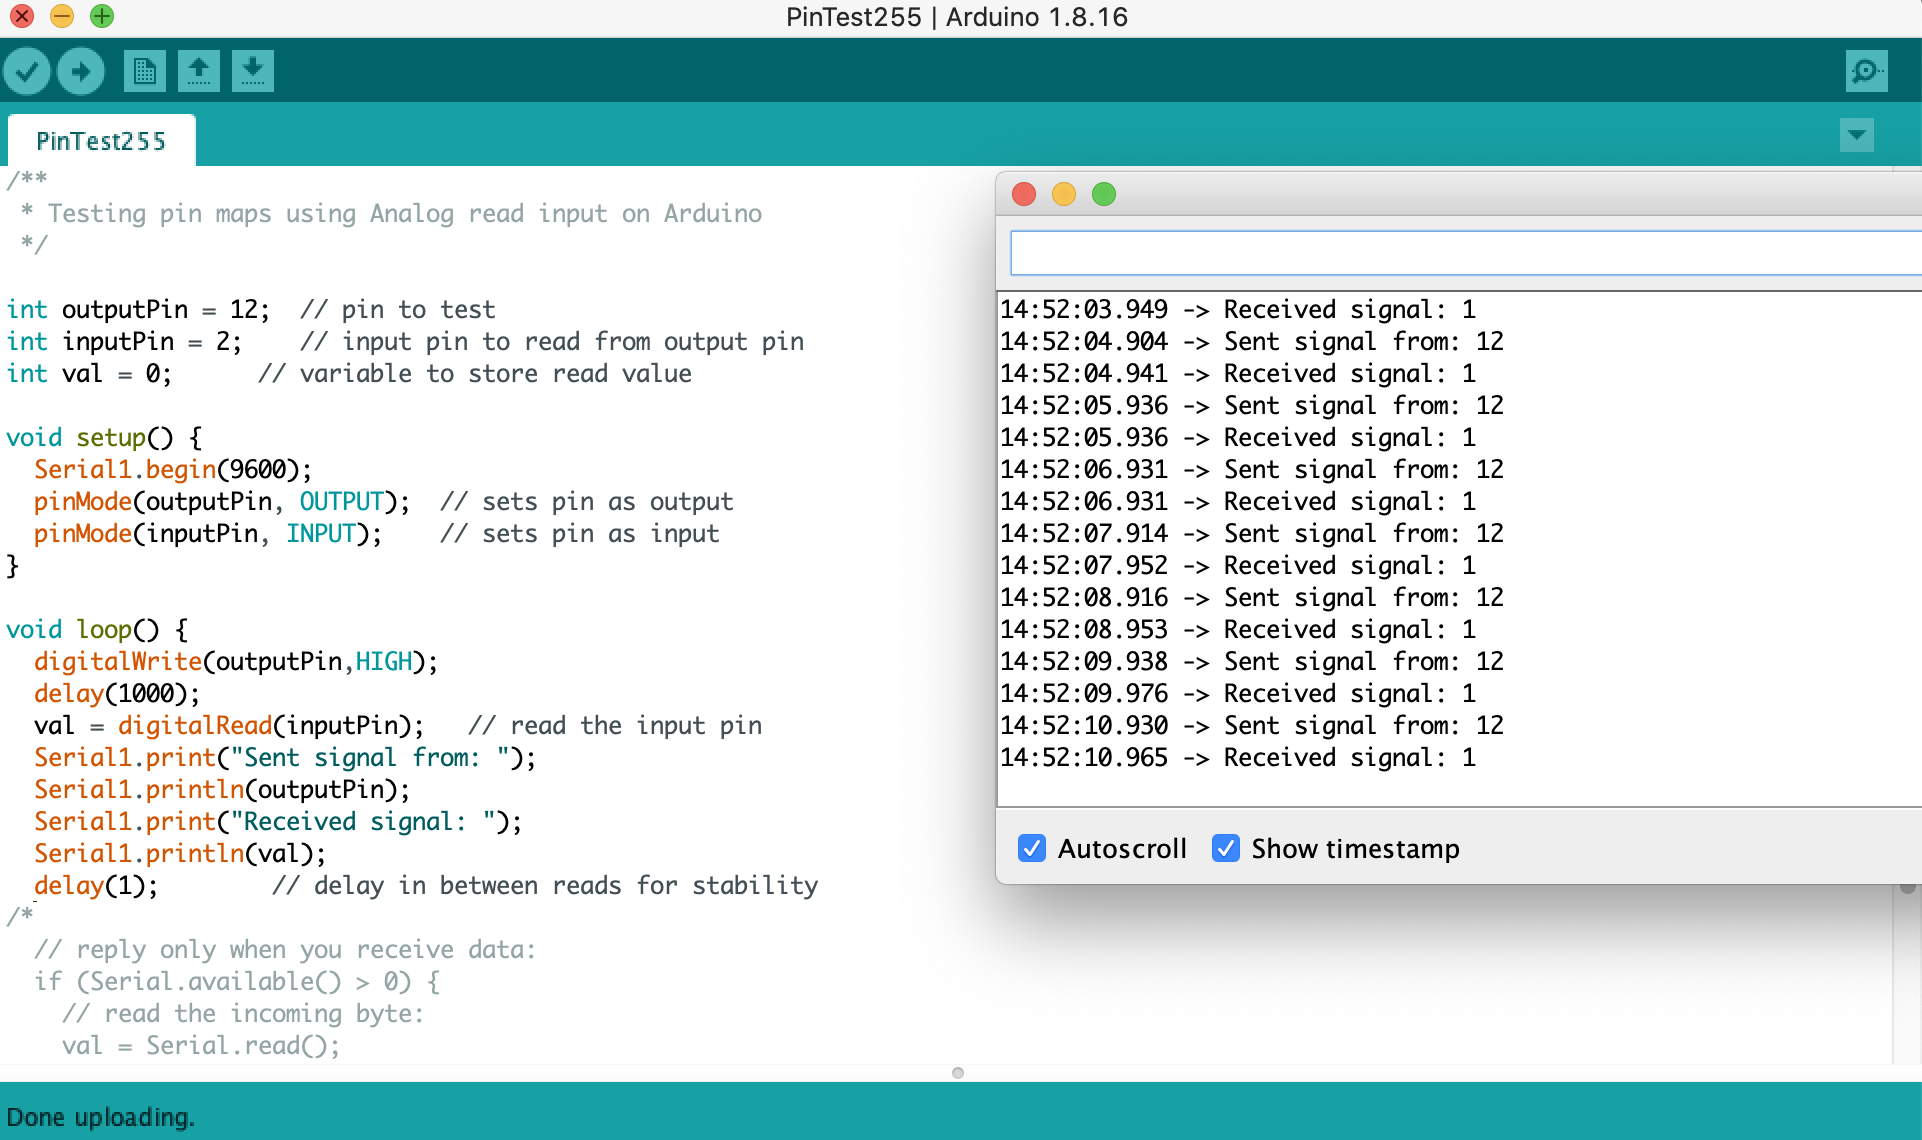 PinTest255 | Arduino 1.8.16
PinTest255
/**
 * Testing pin maps using Analog read input on Arduino
 */
int outputPin = 12;  // pin to test
int inputPin = 2;    // input pin to read from output pin
int val = 0;      // variable to store read value
void setup() {
  Serial1.begin(9600);
  pinMode(outputPin, OUTPUT);  // sets pin as output
  pinMode(inputPin, INPUT);    // sets pin as input
}
void loop() {
  digitalWrite(outputPin,HIGH);
  delay(1000);
  val = digitalRead(inputPin);   // read the input pin
  Serial1.print("Sent signal from: ");
  Serial1.println(outputPin);
  Serial1.print("Received signal: ");
  Serial1.println(val);
  delay(1);        // delay in between reads for stability
/*
  // reply only when you receive data:
  if (Serial.available() > 0) {
    // read the incoming byte:
    val = Serial.read();
14:52:03.949 -> Received signal: 1
14:52:04.904 -> Sent signal from: 12
14:52:04.941 -> Received signal: 1
14:52:05.936 -> Sent signal from: 12
14:52:05.936 -> Received signal: 1
14:52:06.931 -> Sent signal from: 12
14:52:06.931 -> Received signal: 1
14:52:07.914 -> Sent signal from: 12
14:52:07.952 -> Received signal: 1
14:52:08.916 -> Sent signal from: 12
14:52:08.953 -> Received signal: 1
14:52:09.938 -> Sent signal from: 12
14:52:09.976 -> Received signal: 1
14:52:10.930 -> Sent signal from: 12
14:52:10.965 -> Received signal: 1
Autoscroll Show timestamp
Done uploading.